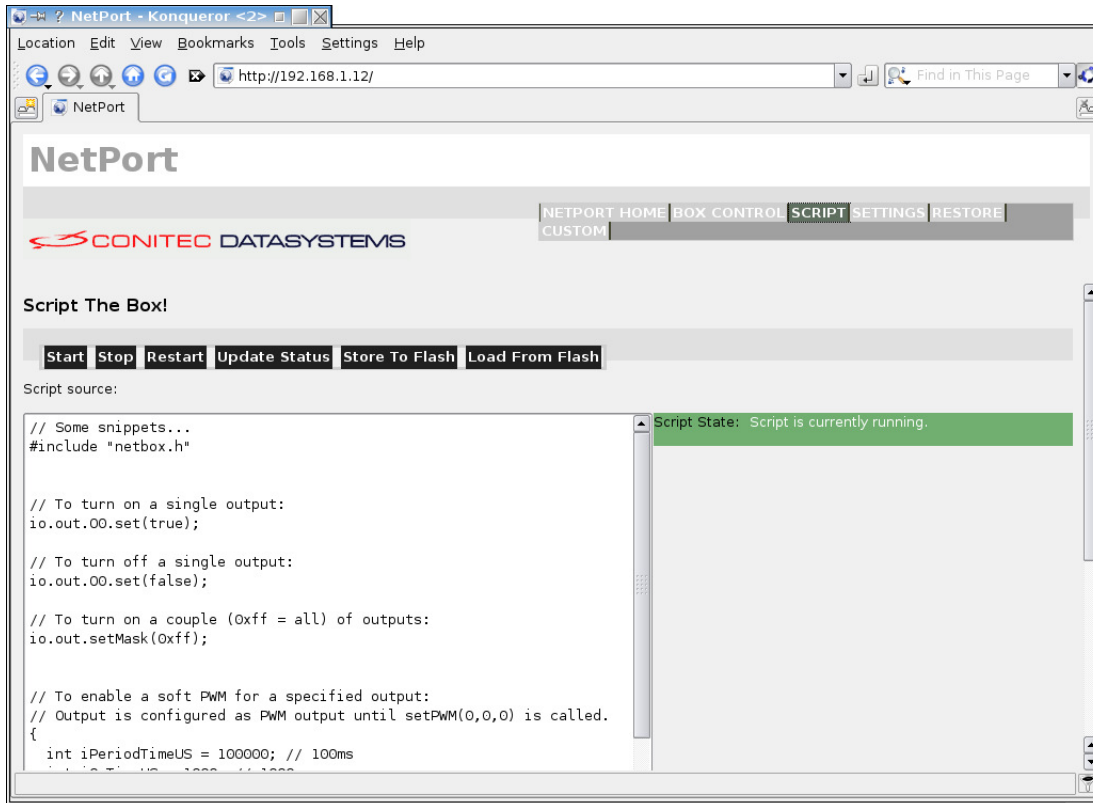 NetPort - Konqueror <2>
Location Edit View Bookmarks Tools Settings Help
http://192.168.1.12/
Find in This Page
NetPort
NetPort
NETPORT HOME BOX CONTROL SCRIPT SETTINGS RESTORE
CUSTOM
CONITEC DATASYSTEMS
Script The Box!
Start Stop Restart Update Status Store To Flash Load From Flash
Script source:
Script State: Script is currently running.
// Some snippets...
#include "netbox.h"
// To turn on a single output:
io.out.OO.set(true);
// To turn off a single output:
io.out.OO.set(false);
// To turn on a couple (0xff = all) of outputs:
io.out.setMask(0xff);
// To enable a soft PWM for a specified output:
// Output is configured as PWM output until setPWM(0,0,0) is called.
{
int iPeriodTimeUS = 100000; // 100ms